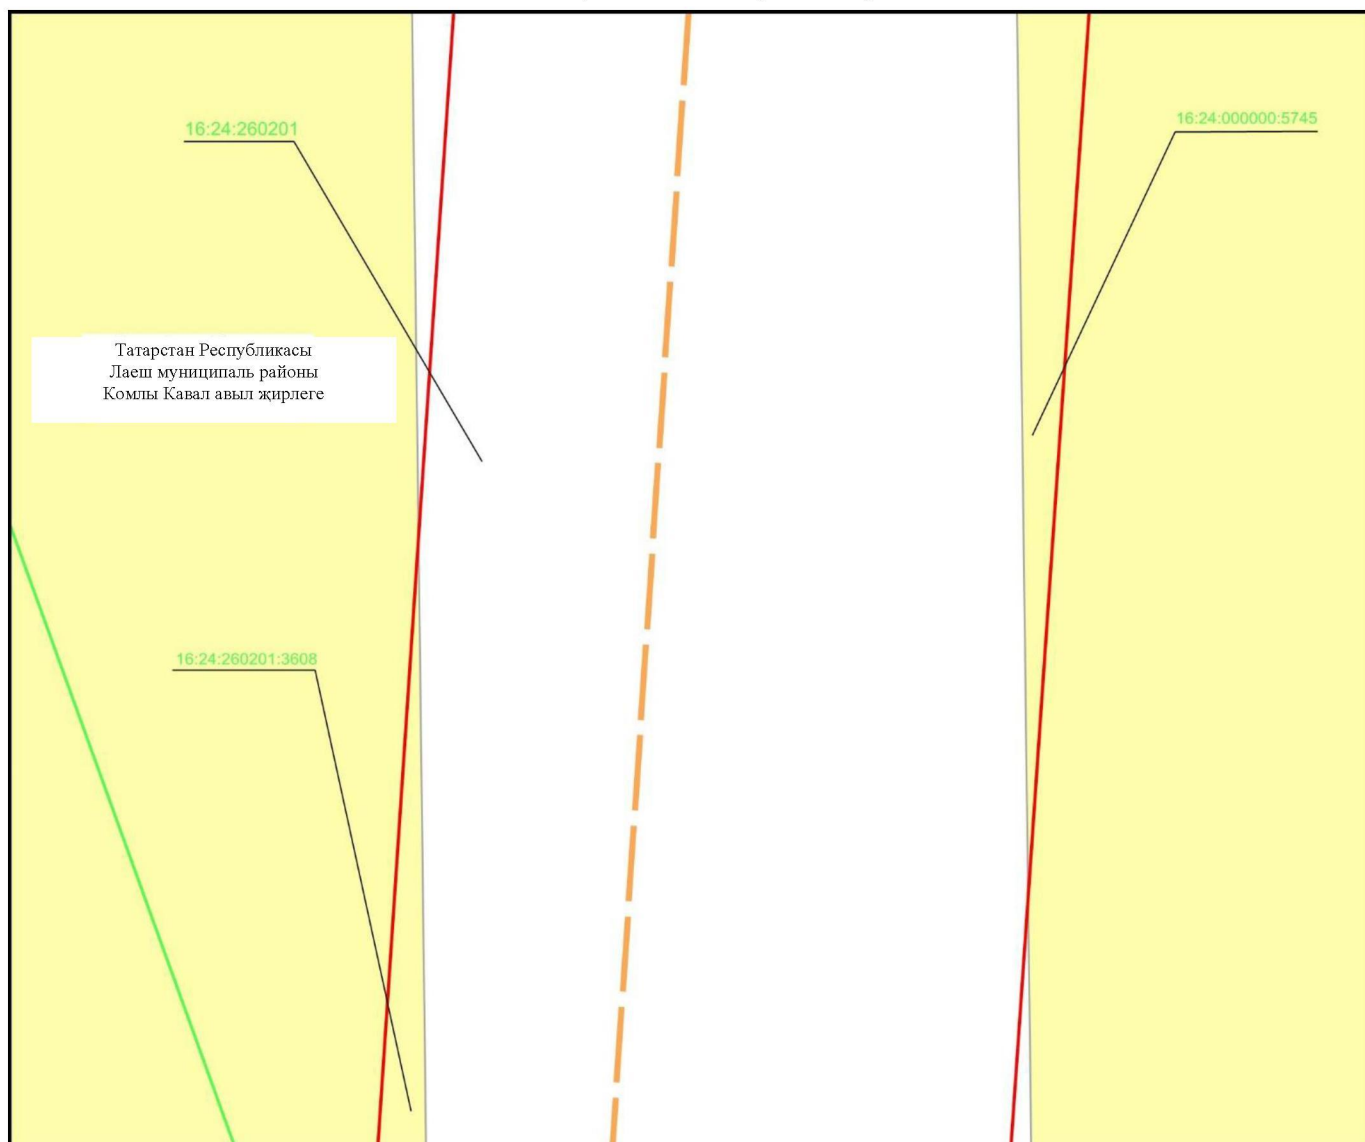 16:24:260201
16:24:000000:5745
Татарстан Республикасы
Лаеш муниципаль районы
Комлы Кавал авыл җирлеге
16:24:260201:3608